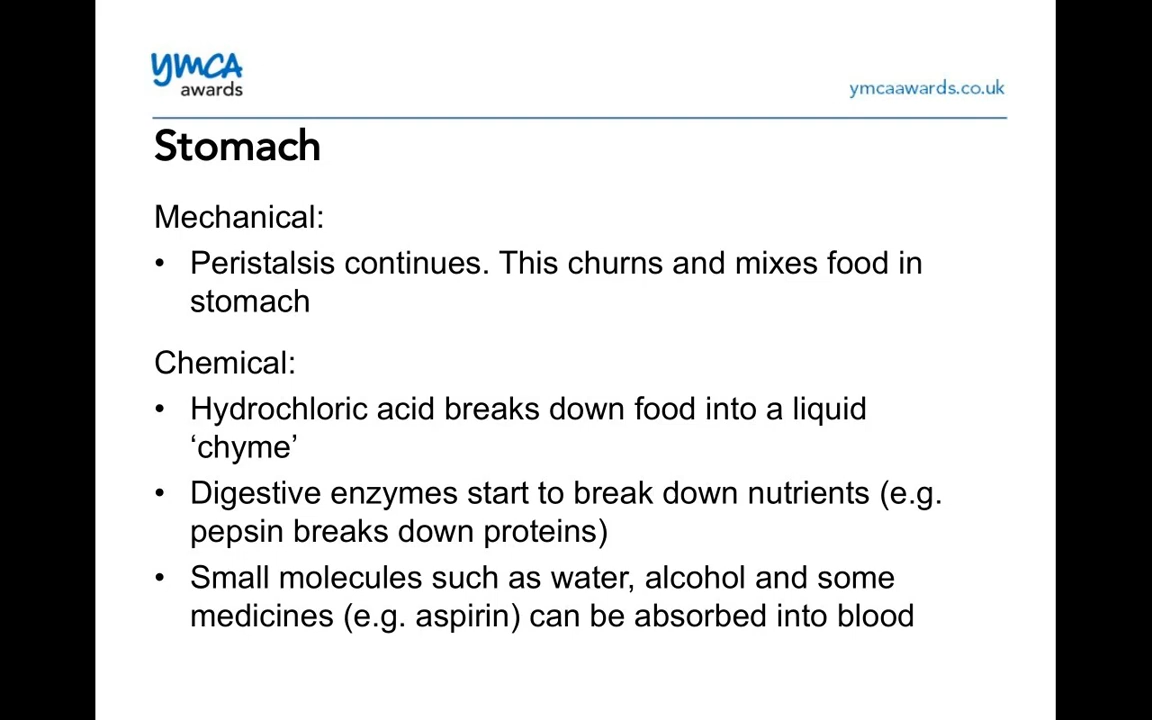 ymca
awards
ymcaawards.co.uk
Stomach
Mechanical:
• Peristalsis continues. This churns and mixes food in
stomach
Chemical:
• Hydrochloric acid breaks down food into a liquid
‘chyme’
• Digestive enzymes start to break down nutrients (e.g.
pepsin breaks down proteins)
• Small molecules such as water, alcohol and some
medicines (e.g. aspirin) can be absorbed into blood